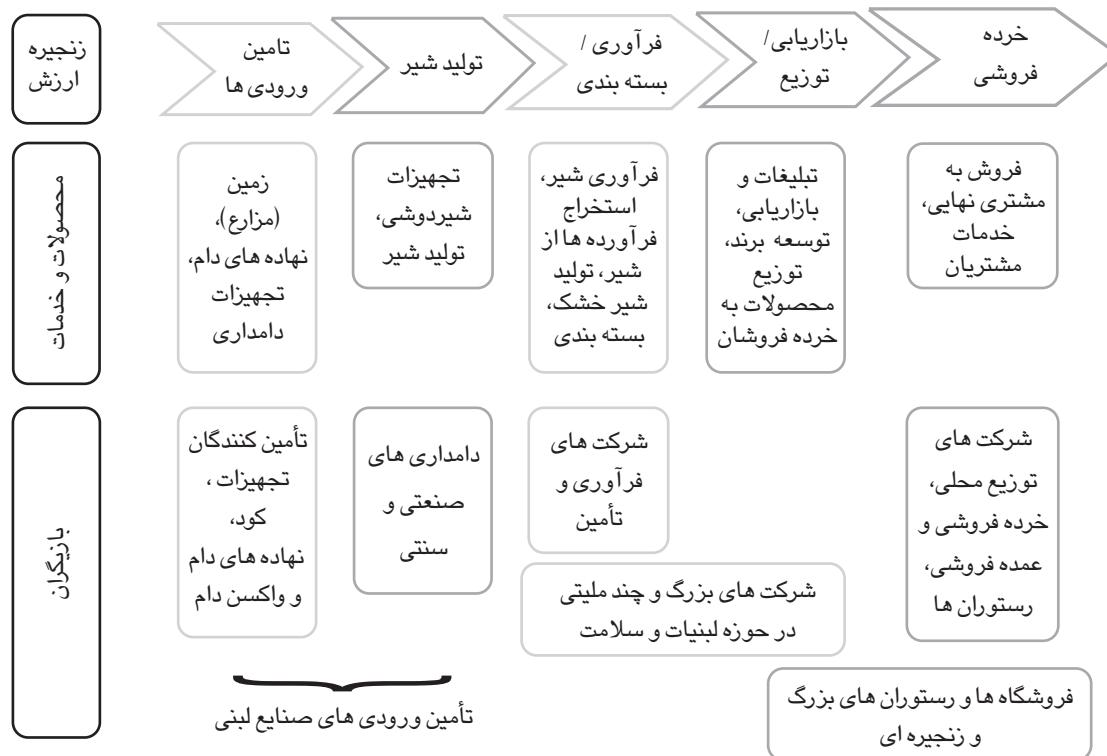 زنجیره
ارزش
تامین
ورودی ها
تولید شیر
فرآوری /
بسته بندی
بازاریابی/
توزیع
خرده
فروشی
محصولات و خدمات
زمین
(مزارع)،
نهاده های دام،
تجهیزات
دامداری
تجهیزات
شیردوشی،
تولید شیر
فرآوری شیر،
استخراج
فرآورده ها از
شیر، تولید
شیر خشک،
بسته بندی
تبلیغات و
بازاریابی،
توسعه برند،
توزیع
محصولات به
خرده فروشان
فروش به
مشتری نهایی،
خدمات
مشتریان
بازیگران
تأمین کنندگان
تجهیزات ،
کود،
نهاده های دام
و واکسن دام
دامداری های
صنعتی و
سنتی
شرکت های
فرآوری و
تأمین
شرکت های
توزیع محلی،
خرده فروشی و
عمده فروشی،
رستوران ها
شرکت های بزرگ و چند ملیتی
در حوزه لبنیات و سلامت
تأمین ورودی های صنایع لبنی
فروشگاه ها و رستوران های بزرگ
و زنجیره ای